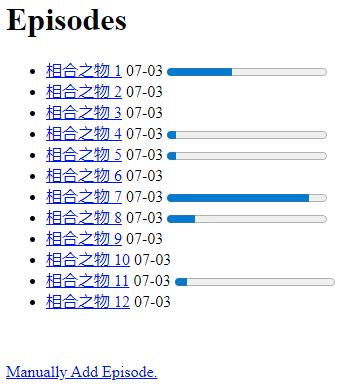 Episodes
相合之物 1 07-03
相合之物 2 07-03
相合之物 3 07-03
相合之物 4 07-03
相合之物 5 07-03
相合之物 6 07-03
相合之物 7 07-03
相合之物 8 07-03
相合之物 9 07-03
相合之物 10 07-03
相合之物 11 07-03
相合之物 12 07-03
Manually Add Episode.